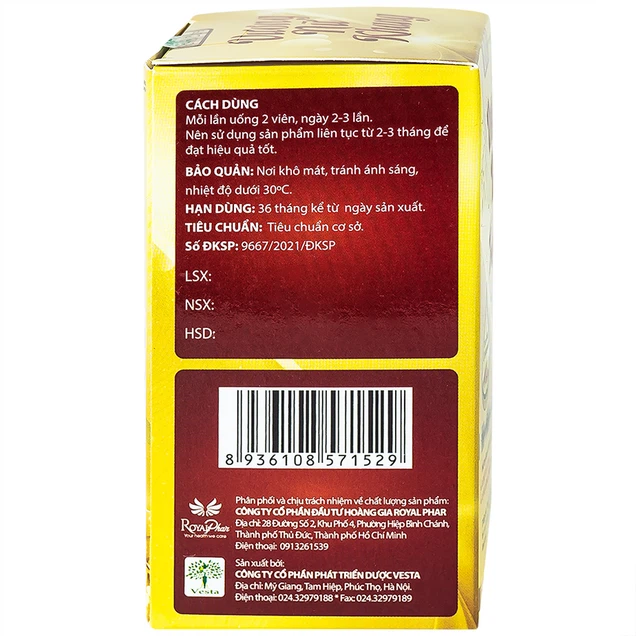 Khang
CÁCH DÙNG
Mỗi lần uống 2 viên, ngày 2-3 lần.
Nên sử dụng sản phẩm liên tục từ 2-3 tháng để
đạt hiệu quả tốt.
BẢO QUẢN: Nơi khô mát, tránh ánh sáng,
nhiệt độ dưới 30ºC.
HẠN DÙNG: 36 tháng kể từ ngày sản xuất.
TIÊU CHUẨN: Tiêu chuẩn cơ sở.
Số ĐKSP: 9667/2021/ĐKSP
LSX:
NSX:
HSD:
8 936108 571529
Phân phối và chịu trách nhiệm về chất lượng sản phẩm:
CÔNG TY CỔ PHẦN ĐẦU TƯ HOÀNG GIA ROYAL PHAR
Địa chỉ: 28 Đường Số 2, Khu Phố 4, Phường Hiệp Bình Chánh,
Thành phố Thủ Đức, Thành phố Hồ Chí Minh
Điện thoại: 0913261539
RoyalPhar
Your healthwe care
Sản xuất bởi:
CÔNG TY CỔ PHẦN PHÁT TRIỂN DƯỢC VESTA
Địa chỉ: Mỹ Giang, Tam Hiệp, Phúc Thọ, Hà Nội.
Điện thoại: 024.32979188 * Fax: 024.32979189
Vesta